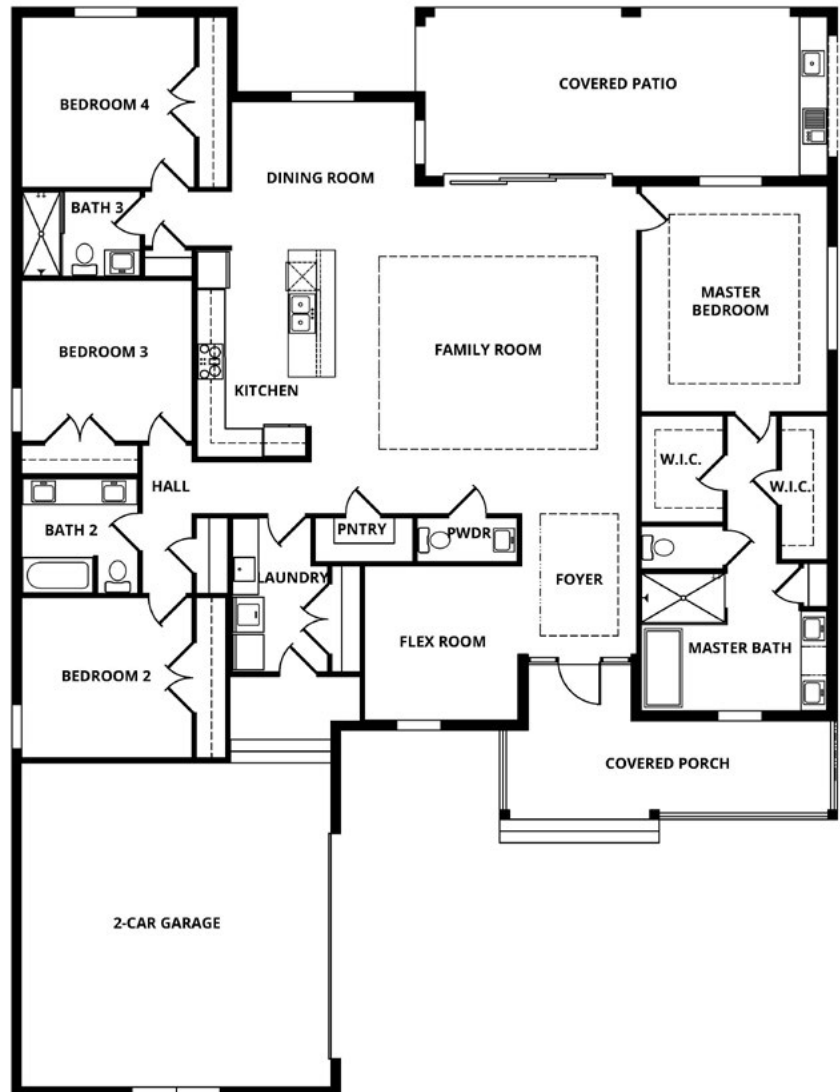 COVERED PATIO
BEDROOM 4
DINING ROOM
BATH 3
MASTER
BEDROOM
FAMILY ROOM
BEDROOM 3
KITCHEN
W.I.C.
W.I.C.
HALL
BATH 2
PNTRY
PWDR
LAUNDRY
FOYER
FLEX ROOM
MASTER BATH
BEDROOM 2
COVERED PORCH
2-CAR GARAGE